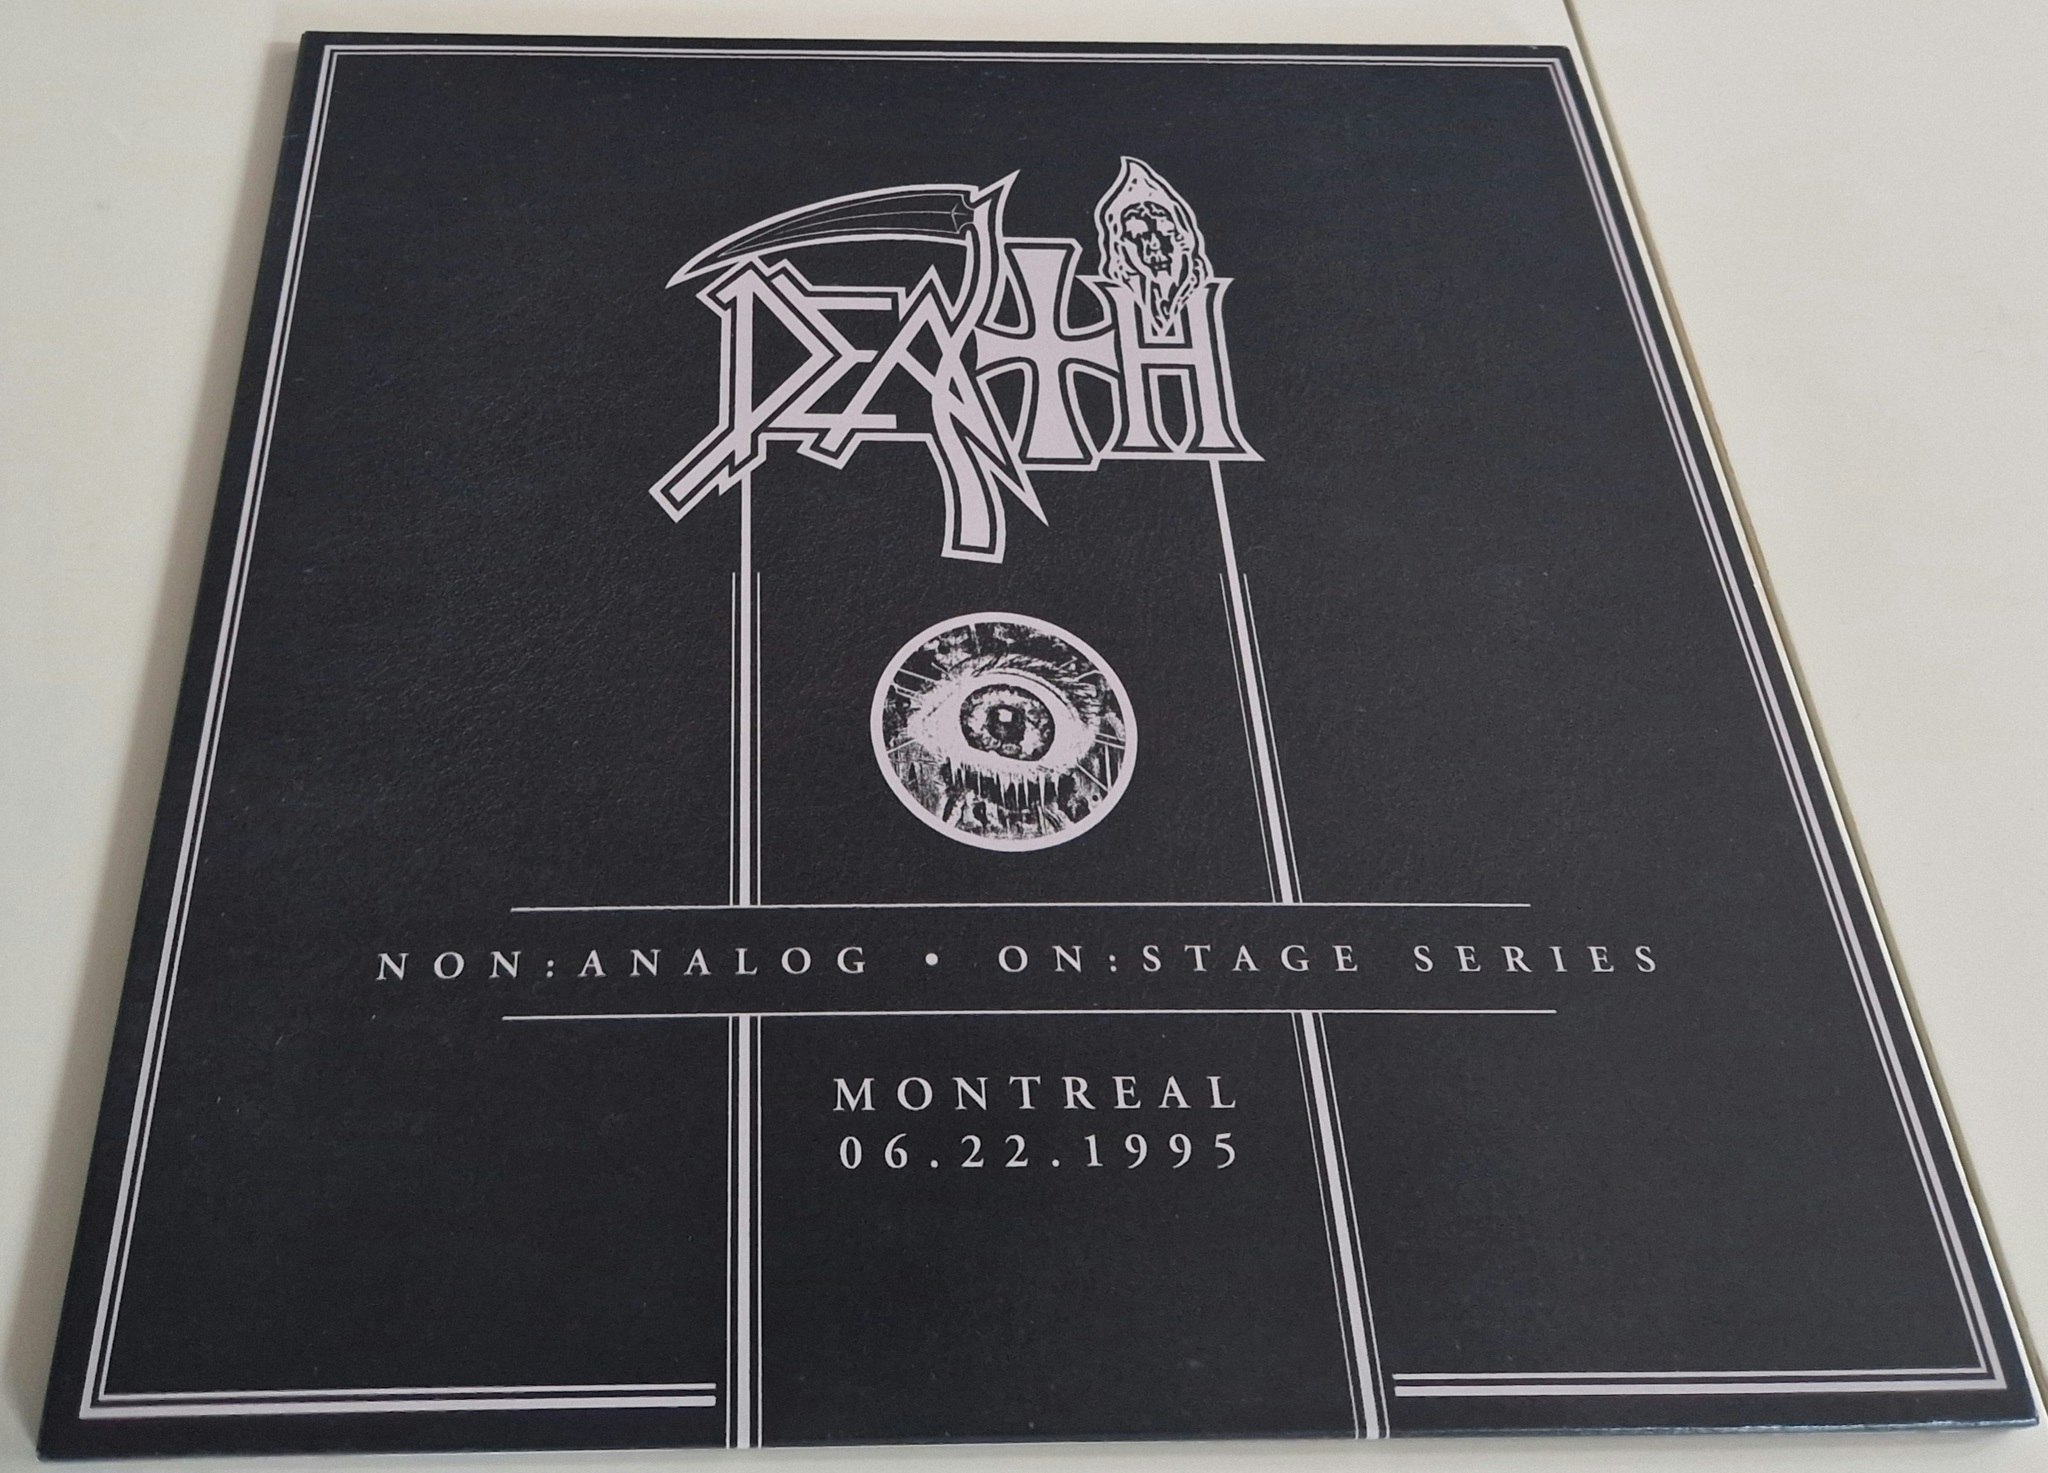 DEATH
NON:ANALOG • ON:STAGE SERIES
MONTREAL
06.22.1995